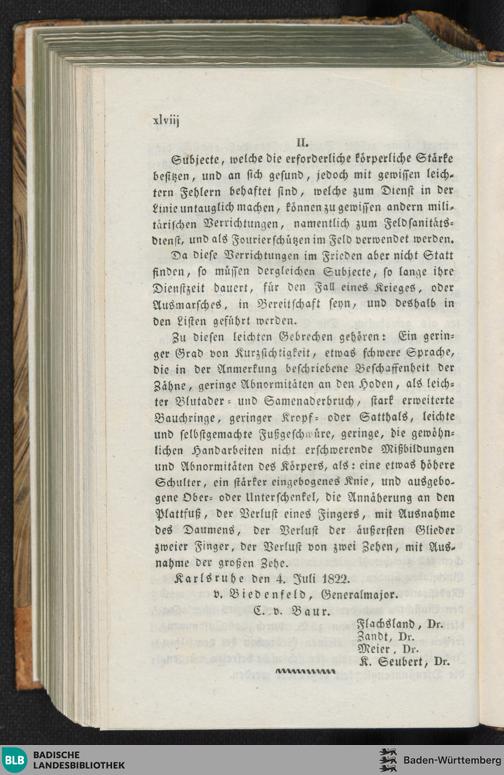 xlviij
II.
Subjecte, welche die erforderliche körperliche Stärke
besitzen, und an sich gesund, jedoch mit gewissen leich-
tern Fehlern behaftet sind, welche zum Dienst in der
Linie untauglich machen, können zu gewissen andern mili-
tärischen Verrichtungen, namentlich zum Feldsanitäts-
dienst, und als Fourierschützen im Feld verwendet werden.
Da diese Verrichtungen im Frieden aber nicht Statt
finden, so müssen dergleichen Subjecte, so lange ihre
Dienstzeit dauert, für den Fall eines Krieges, oder
Ausmarsches, in Bereitschaft seyn, und deshalb in
den Listen geführt werden.
Zu diesen leichten Gebrechen gehören: Ein gerin-
ger Grad von Kurzsichtigkeit, etwas schwere Sprache,
die in der Anmerkung beschriebene Beschaffenheit der
Zähne, geringe Abnormitäten an den Hoden, als leich-
ter Blutader- und Samenaderbruch, stark erweiterte
Bauchringe, geringer Kropf- oder Satthals, leichte
und selbstgemachte Fußgeschwüre, geringe, die gewöhn-
lichen Handarbeiten nicht erschwerende Mißbildungen
und Abnormitäten des Körpers, als: eine etwas höhere
Schulter, ein stärker eingebogenes Knie, und ausgebo-
gene Ober- oder Unterschenkel, die Annäherung an den
Plattfuß, der Verlust eines Fingers, mit Ausnahme
des Daumens, der Verlust der äußersten Glieder
zweier Finger, der Verlust von zwei Zehen, mit Aus-
nahme der großen Zehe.
Karlsruhe den 4. Juli 1822.
v. Biedenfeld, Generalmajor.
C. v. Baur.
Flachsland, Dr.
Zandt, Dr.
Meier, Dr.
K. Seubert, Dr.
BLB BADISCHE
LANDESBIBLIOTHEK
Baden-Württemberg